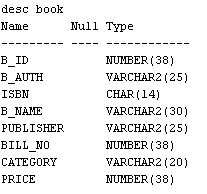 desc book
Name Null Type
--------- ---- ------------
B_ID NUMBER(38)
B_AUTH VARCHAR2(25)
ISBN CHAR(14)
B_NAME VARCHAR2(30)
PUBLISHER VARCHAR2(25)
BILL_NO NUMBER(38)
CATEGORY VARCHAR2(20)
PRICE NUMBER(38)